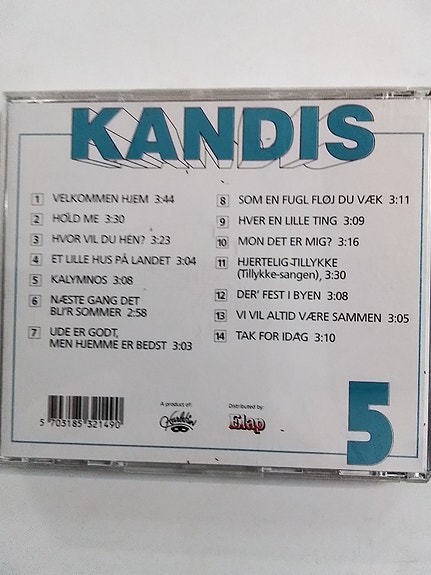 KANDIS
1 VELKOMMEN HJEM 3:44
2 HOLD ME 3:30
3 HVOR VIL DU HEN? 3:23
4 ET LILLE HUS PÅ LANDET 3:04
5 KALYMNOS 3:08
6 NÆSTE GANG DET
BLI'R SOMMER 2:58
7 UDE ER GODT,
MEN HJEMME ER BEDST 3:03
8 SOM EN FUGL FLØJ DU VÆK 3:11
9 HVER EN LILLE TING 3:09
10 MON DET ER MIG? 3:16
11 HJERTELIG TILLYKKE
(Tillykke-sangen), 3:30
12 DER' FEST I BYEN 3:08
13 VI VIL ALTID VÆRE SAMMEN 3:05
14 TAK FOR IDAG 3:10
5 703185 321490
A product of:
Distributed by:
Elap
5